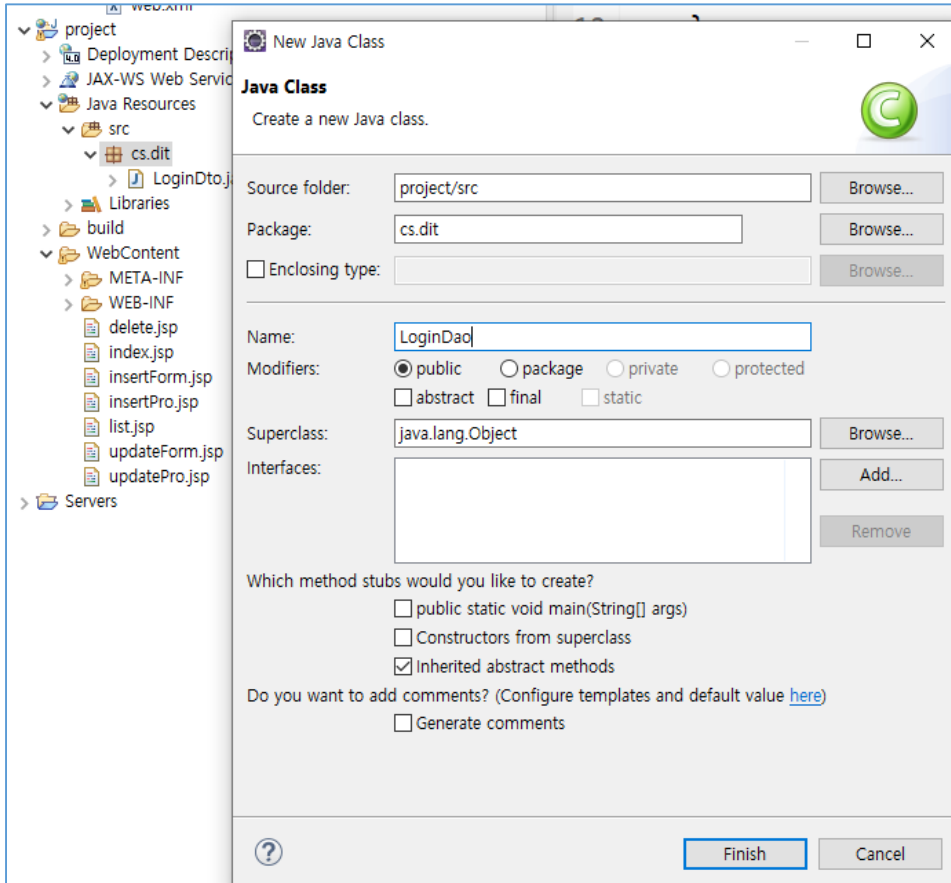 web.xml
project
Deployment Descrip
JAX-WS Web Servic
Java Resources
src
cs.dit
LoginDto.ja
Libraries
build
WebContent
META-INF
WEB-INF
delete.jsp
index.jsp
insertForm.jsp
insertPro.jsp
list.jsp
updateForm.jsp
updatePro.jsp
Servers
New Java Class
Java Class
Create a new Java class.
Source folder: project/src Browse...
Package: cs.dit Browse...
Enclosing type: Browse...
Name: LoginDao
Modifiers: public package private protected
abstract final static
Superclass: java.lang.Object Browse...
Interfaces: Add...
Remove
Which method stubs would you like to create?
public static void main(String[] args)
Constructors from superclass
Inherited abstract methods
Do you want to add comments? (Configure templates and default value here)
Generate comments
Finish Cancel